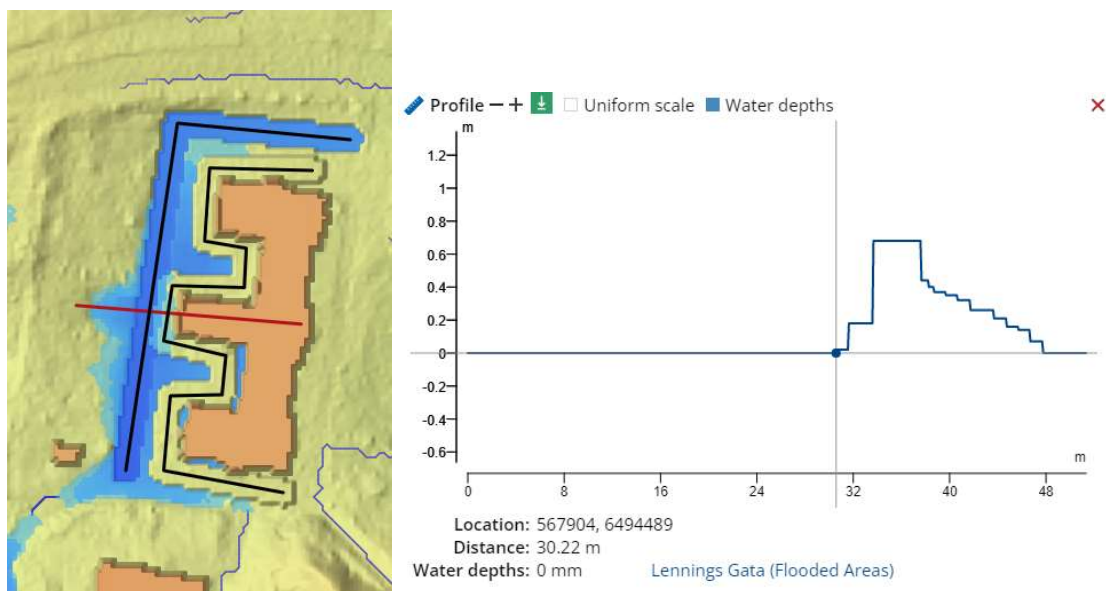 Profile − + Uniform scale Water depths ×
m
1.2
1
0.8
0.6
0.4
0.2
0
-0.2
-0.4
-0.6
m
0 8 16 24 32 40 48
Location: 567904, 6494489
Distance: 30.22 m
Water depths: 0 mm Lennings Gata (Flooded Areas)